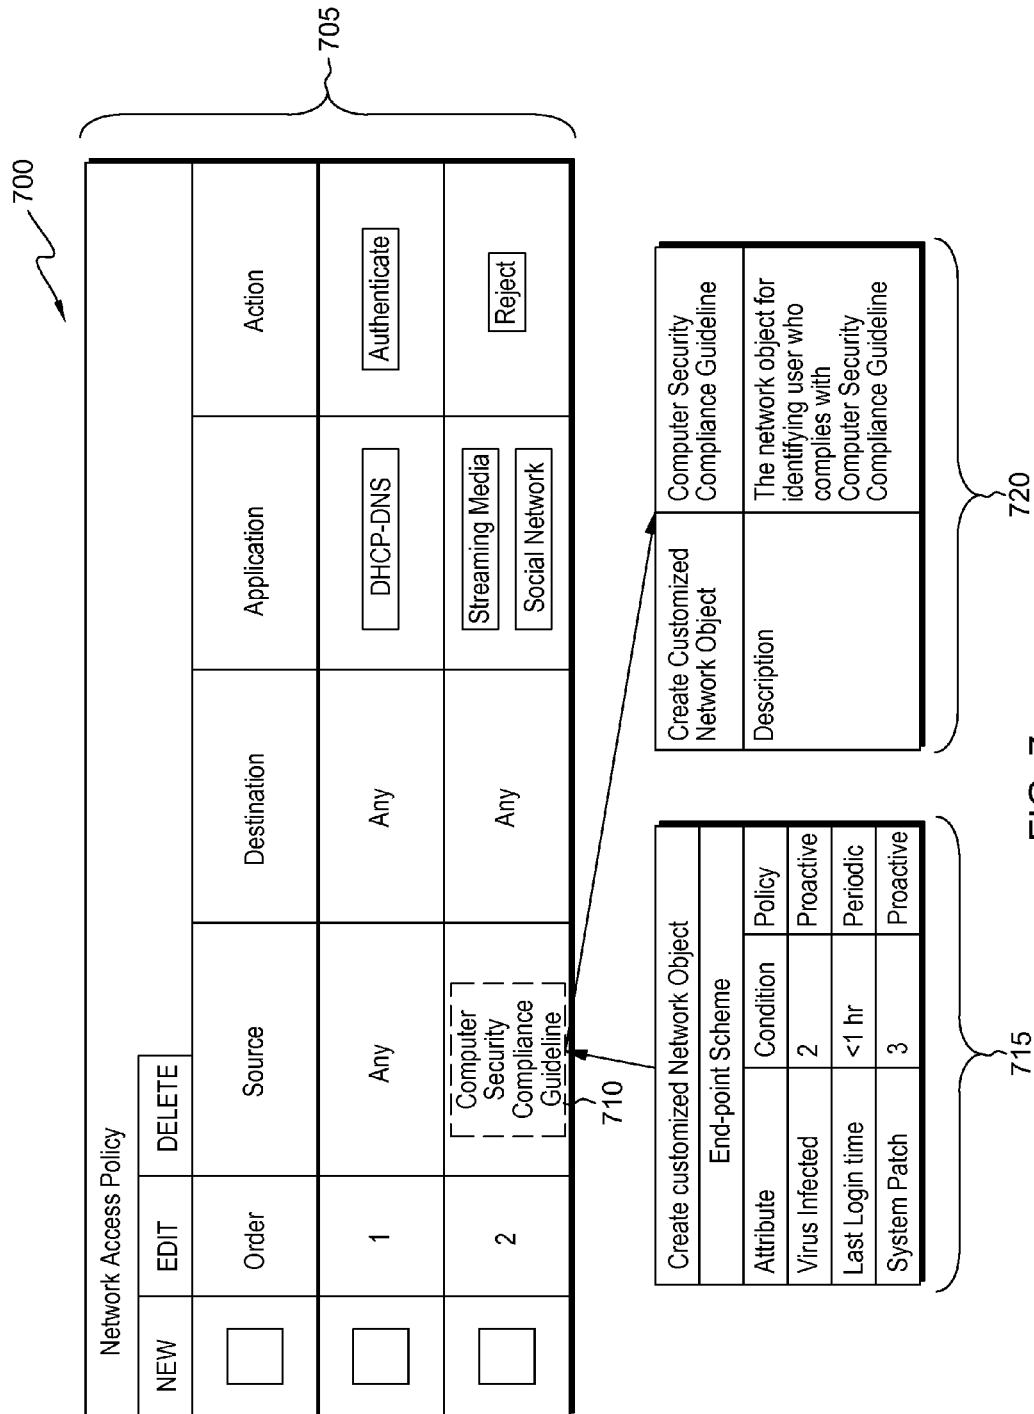 700
Network Access Policy
NEW EDIT DELETE
Order Source Destination Application Action
1 Any Any DHCP-DNS Authenticate
2 Computer Security Compliance Guideline Any Streaming Media Social Network Reject
705
710
Create customized Network Object
End-point Scheme
Attribute Condition Policy
Virus Infected 2 Proactive
Last Login time <1 hr Periodic
System Patch 3 Proactive
715
Create Customized Network Object
Computer Security Compliance Guideline
Description
The network object for identifying user who complies with Computer Security Compliance Guideline
720